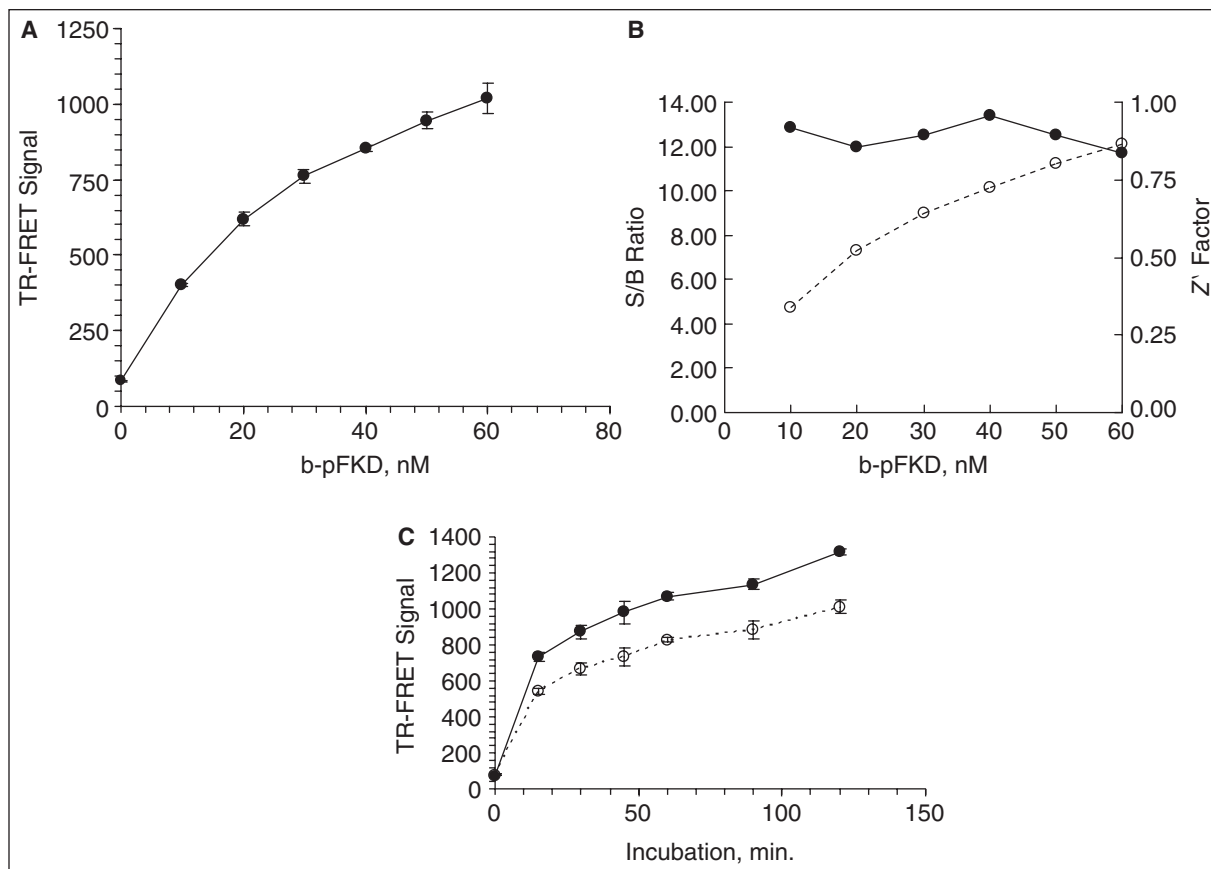 A
1250
1000
750
500
250
0
TR-FRET Signal
0 20 40 60 80
b-pFKD, nM
B
14.00
12.00
10.00
8.00
6.00
4.00
2.00
0.00
S/B Ratio
1.00
0.75
0.50
0.25
0.00
Z` Factor
0 10 20 30 40 50 60
b-pFKD, nM
C
1400
1200
1000
800
600
400
200
0
TR-FRET Signal
0 50 100 150
Incubation, min.